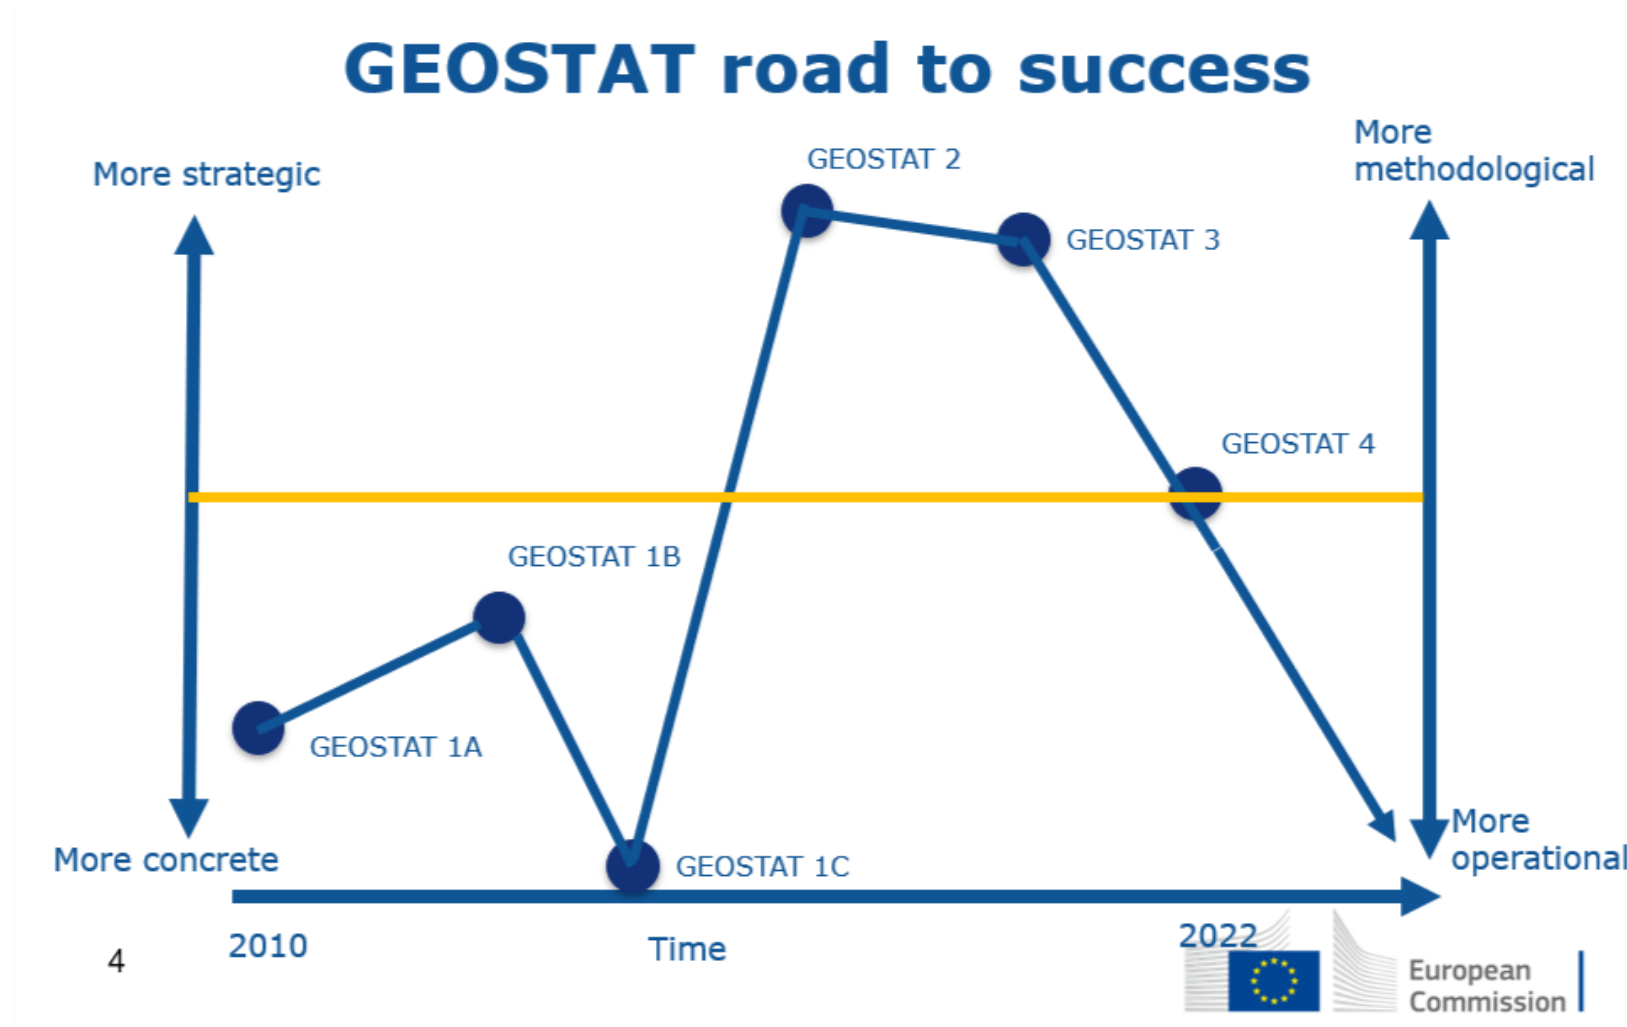 GEOSTAT road to success
More strategic
More
methodological
GEOSTAT 2
GEOSTAT 3
GEOSTAT 4
GEOSTAT 1B
GEOSTAT 1A
GEOSTAT 1C
More concrete
More
operational
2010
Time
2022
4
European
Commission